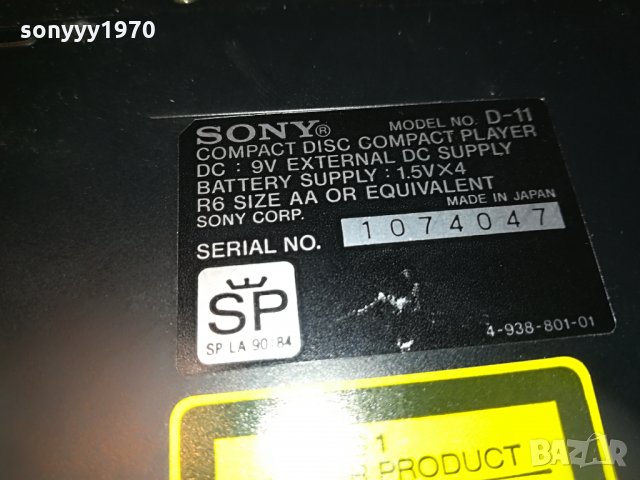 sonyyy1970
SONY® MODEL NO. D-11
COMPACT DISC COMPACT PLAYER
DC : 9V EXTERNAL DC SUPPLY
BATTERY SUPPLY : 1.5V×4
R6 SIZE AA OR EQUIVALENT
SONY CORP. MADE IN JAPAN
SERIAL NO. 1074047
SP
SP LA 90:84
4-938-801-01
1
PRODUCT
BAZAR